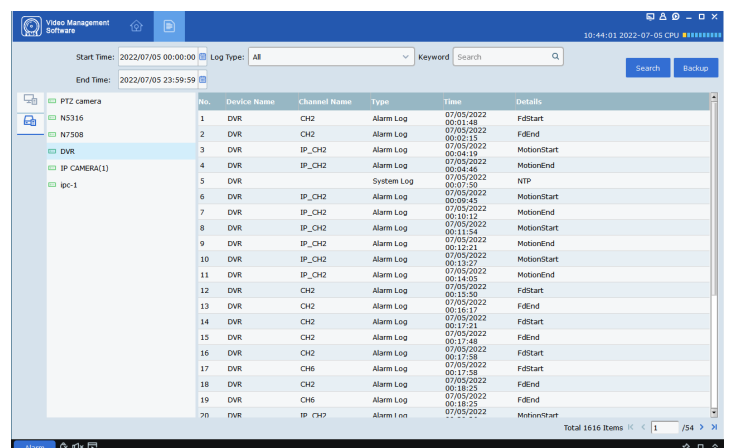 Video Management
Software
10:44:01 2022-07-05 CPU
Start Time: 2022/07/05 00:00:00 Log Type: All Keyword Search
End Time: 2022/07/05 23:59:59
Search Backup
PTZ camera
N5316
N7508
DVR
IP CAMERA(1)
ipc-1
No. Device Name Channel Name Type Time Details
1 DVR CH2 Alarm Log 07/05/2022 00:01:48 FdStart
2 DVR CH2 Alarm Log 07/05/2022 00:02:15 FdEnd
3 DVR IP_CH2 Alarm Log 07/05/2022 00:04:19 MotionStart
4 DVR IP_CH2 Alarm Log 07/05/2022 00:04:46 MotionEnd
5 DVR System Log 07/05/2022 00:07:50 NTP
6 DVR IP_CH2 Alarm Log 07/05/2022 00:09:45 MotionStart
7 DVR IP_CH2 Alarm Log 07/05/2022 00:10:12 MotionEnd
8 DVR IP_CH2 Alarm Log 07/05/2022 00:11:54 MotionStart
9 DVR IP_CH2 Alarm Log 07/05/2022 00:12:21 MotionEnd
10 DVR IP_CH2 Alarm Log 07/05/2022 00:13:27 MotionStart
11 DVR IP_CH2 Alarm Log 07/05/2022 00:14:05 MotionEnd
12 DVR CH2 Alarm Log 07/05/2022 00:15:50 FdStart
13 DVR CH2 Alarm Log 07/05/2022 00:16:17 FdEnd
14 DVR CH2 Alarm Log 07/05/2022 00:17:21 FdStart
15 DVR CH2 Alarm Log 07/05/2022 00:17:48 FdEnd
16 DVR CH2 Alarm Log 07/05/2022 00:17:58 FdStart
17 DVR CH6 Alarm Log 07/05/2022 00:17:58 FdStart
18 DVR CH2 Alarm Log 07/05/2022 00:18:25 FdEnd
19 DVR CH6 Alarm Log 07/05/2022 00:18:25 FdEnd
20 DVR IP_CH2 Alarm Log 07/05/2022 MotionStart
Total 1616 Items 1 /54
Alarm